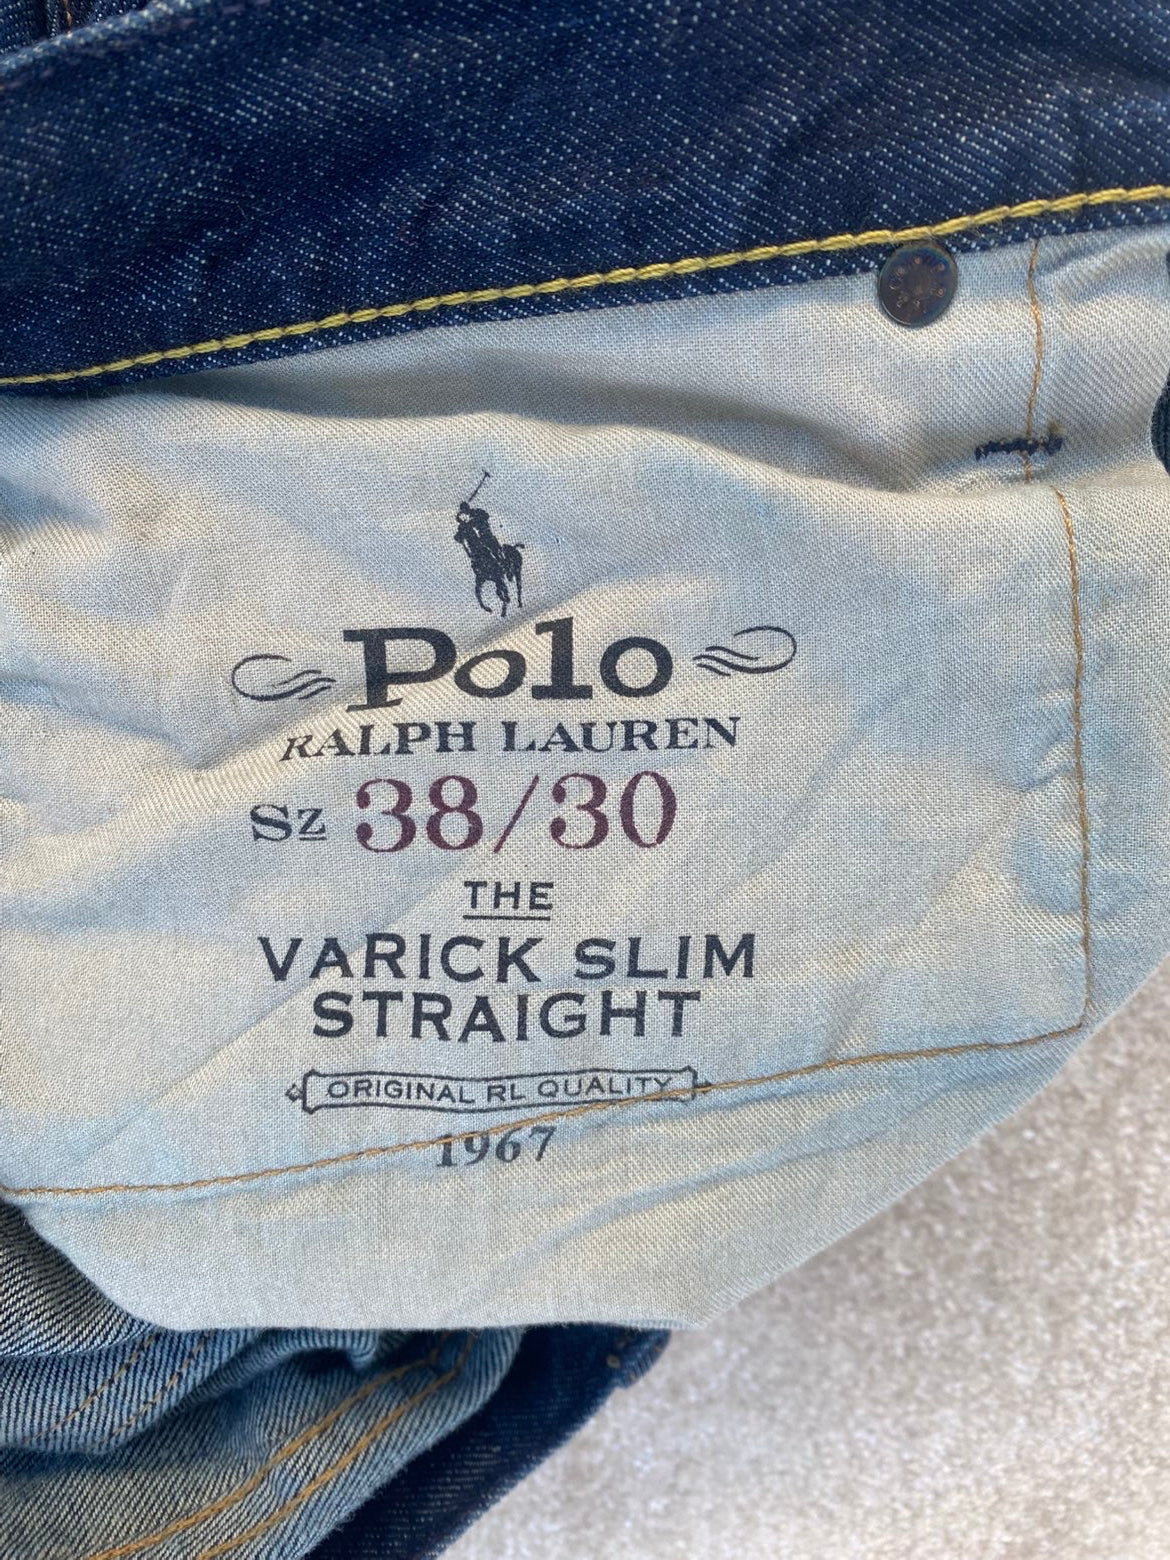 Polo
RALPH LAUREN
Sz 38/30
THE
VARICK SLIM
STRAIGHT
ORIGINAL RL QUALITY
1967